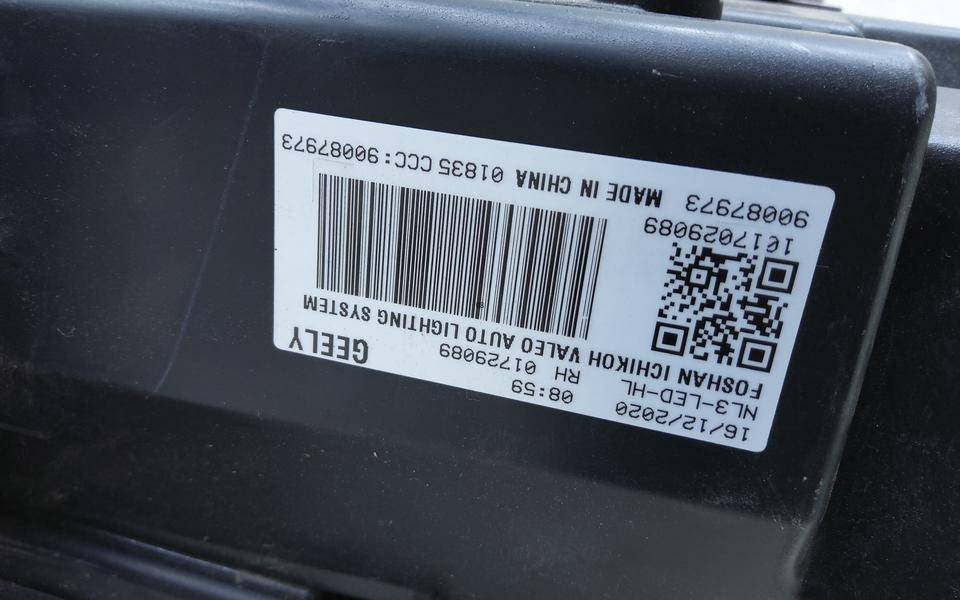 16/12/2020 08:59
NL3-LED-HL RH 01729089 GEELY
FOSHAN ICHIKOH VALEO AUTO LIGHTING SYSTEM
1017029089
90087973 MADE IN CHINA 01835 CCC:90087973